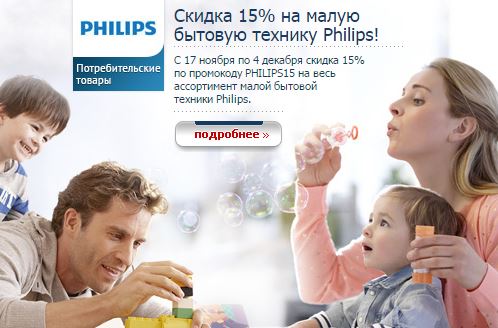 PHILIPS
Потребительские
товары
Скидка 15% на малую
бытовую технику Philips!
С 17 ноября по 4 декабря скидка 15%
по промокоду PHILIPS15 на весь
ассортимент малой бытовой
техники Philips.
подробнее »